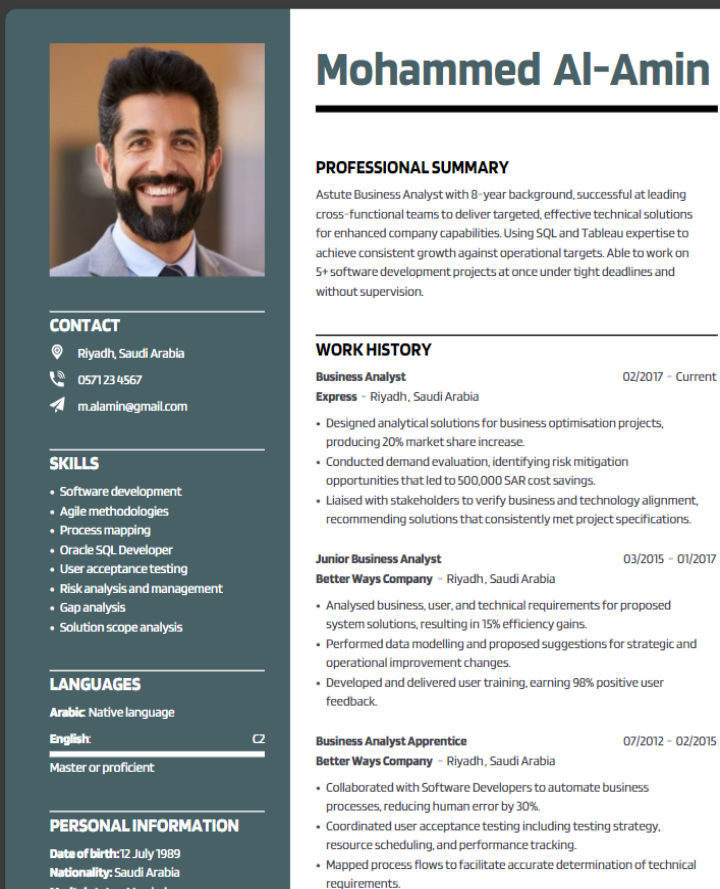 Mohammed Al-Amin
CONTACT
Riyadh, Saudi Arabia
0571 23 4567
m.alamin@gmail.com
SKILLS
• Software development
• Agile methodologies
• Process mapping
• Oracle SQL Developer
• User acceptance testing
• Risk analysis and management
• Gap analysis
• Solution scope analysis
LANGUAGES
Arabic: Native language
English: C2
Master or proficient
PERSONAL INFORMATION
Date of birth: 12 July 1989
Nationality: Saudi Arabia
PROFESSIONAL SUMMARY
Astute Business Analyst with 8-year background, successful at leading
cross-functional teams to deliver targeted, effective technical solutions
for enhanced company capabilities. Using SQL and Tableau expertise to
achieve consistent growth against operational targets. Able to work on
5+ software development projects at once under tight deadlines and
without supervision.
WORK HISTORY
Business Analyst 02/2017 - Current
Express - Riyadh, Saudi Arabia
• Designed analytical solutions for business optimisation projects,
producing 20% market share increase.
• Conducted demand evaluation, identifying risk mitigation
opportunities that led to 500,000 SAR cost savings.
• Liaised with stakeholders to verify business and technology alignment,
recommending solutions that consistently met project specifications.
Junior Business Analyst 03/2015 - 01/2017
Better Ways Company - Riyadh, Saudi Arabia
• Analysed business, user, and technical requirements for proposed
system solutions, resulting in 15% efficiency gains.
• Performed data modelling and proposed suggestions for strategic and
operational improvement changes.
• Developed and delivered user training, earning 98% positive user
feedback.
Business Analyst Apprentice 07/2012 - 02/2015
Better Ways Company - Riyadh, Saudi Arabia
• Collaborated with Software Developers to automate business
processes, reducing human error by 30%.
• Coordinated user acceptance testing including testing strategy,
resource scheduling, and performance tracking.
• Mapped process flows to facilitate accurate determination of technical
requirements.